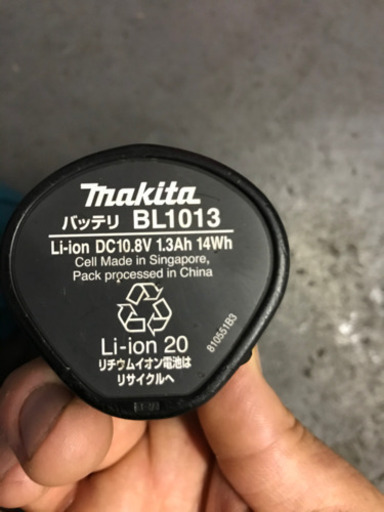 makita
バッテリ BL1013
Li-ion DC10.8V 1.3Ah 14Wh
Cell Made in Singapore,
Pack processed in China
Li-ion 20
リチウムイオン電池は
リサイクルへ
810551B3